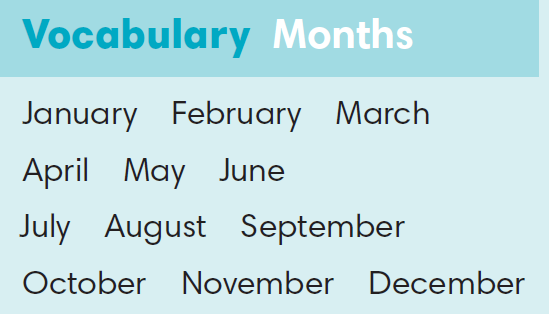 Vocabulary Months
January February March
April May June
July August September
October November December